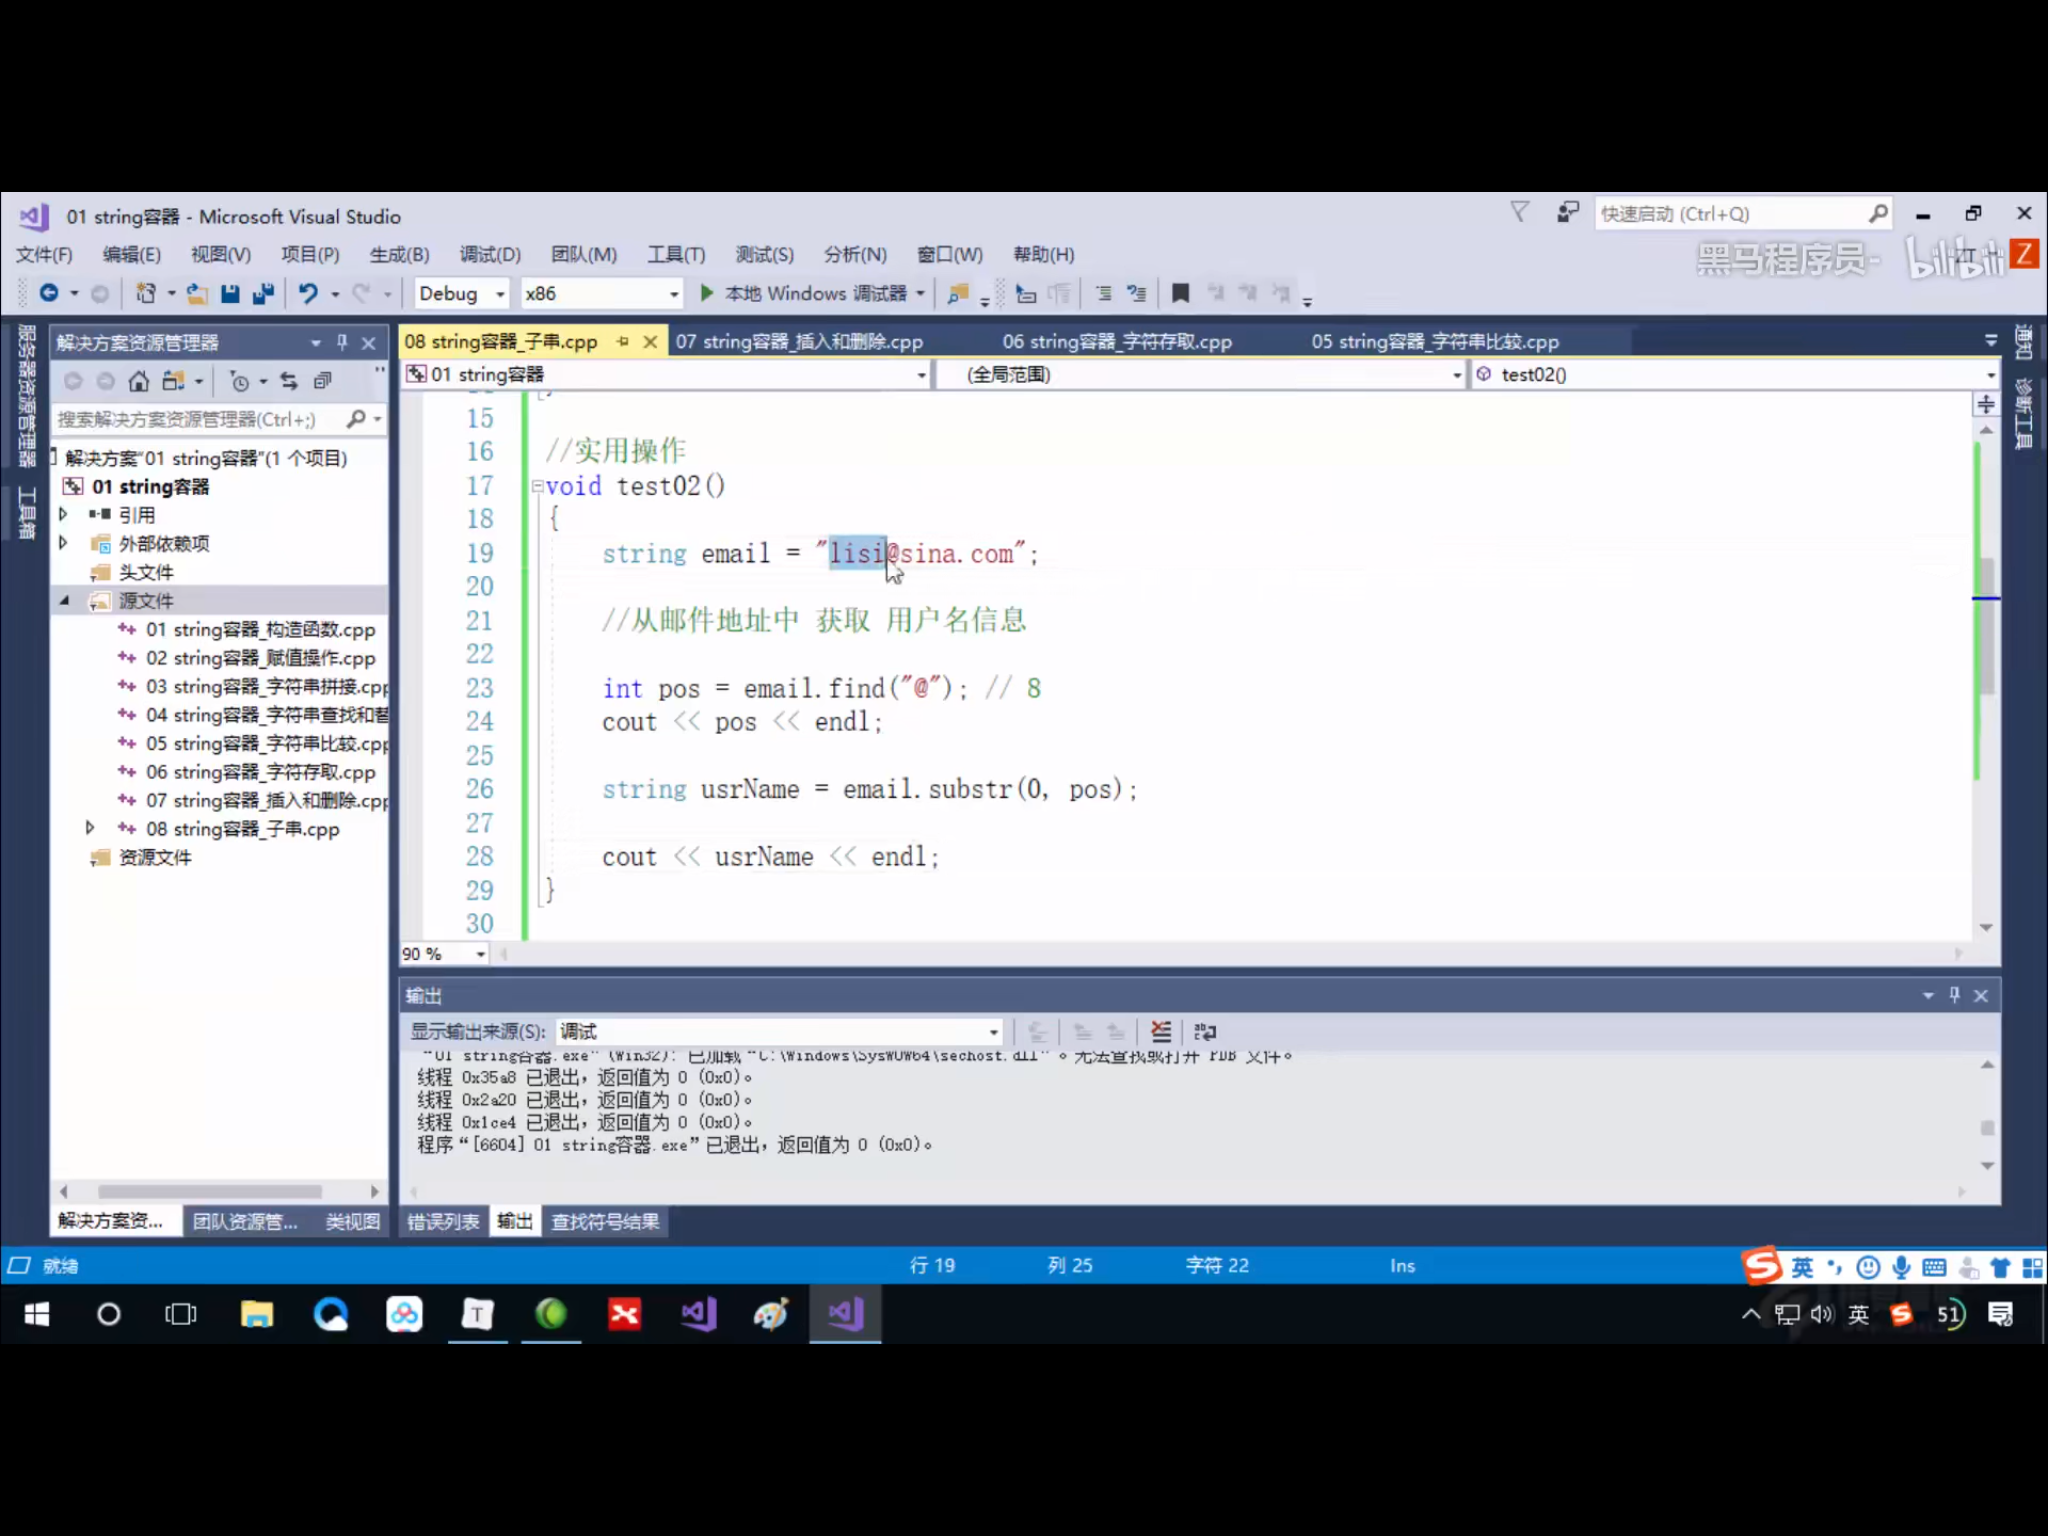 01 string容器 - Microsoft Visual Studio
快速启动 (Ctrl+Q)
文件(F) 编辑(E) 视图(V) 项目(P) 生成(B) 调试(D) 团队(M) 工具(T) 测试(S) 分析(N) 窗口(W) 帮助(H)
黑马程序员- bilibili Z
Debug x86 本地 Windows 调试器
服务器资源管理器
工具箱
解决方案资源管理器
搜索解决方案资源管理器(Ctrl+;)
解决方案"01 string容器"(1 个项目)
01 string容器
引用
外部依赖项
头文件
源文件
01 string容器_构造函数.cpp
02 string容器_赋值操作.cpp
03 string容器_字符串拼接.cpp
04 string容器_字符串查找和替
05 string容器_字符串比较.cpp
06 string容器_字符存取.cpp
07 string容器_插入和删除.cpp
08 string容器_子串.cpp
资源文件
解决方案资... 团队资源管... 类视图
08 string容器_子串.cpp 07 string容器_插入和删除.cpp 06 string容器_字符存取.cpp 05 string容器_字符串比较.cpp
01 string容器 (全局范围) test02()
15
16 //实用操作
17 void test02()
18 {
19 string email = "lisi@sina.com";
20
21 //从邮件地址中 获取 用户名信息
22
23 int pos = email.find("@"); // 8
24 cout << pos << endl;
25
26 string usrName = email.substr(0, pos);
27
28 cout << usrName << endl;
29 }
30
90 %
通知
诊断工具
输出
显示输出来源(S): 调试
"01 string容器.exe" (Win32): 已加载 "C:\Windows\SysWOW64\sechost.dll"。无法查找或打开 PDB 文件。
线程 0x35a8 已退出，返回值为 0 (0x0)。
线程 0x2a20 已退出，返回值为 0 (0x0)。
线程 0x1ce4 已退出，返回值为 0 (0x0)。
程序“[6604] 01 string容器.exe”已退出，返回值为 0 (0x0)。
错误列表 输出 查找符号结果
就绪 行 19 列 25 字符 22 Ins 英
英 51